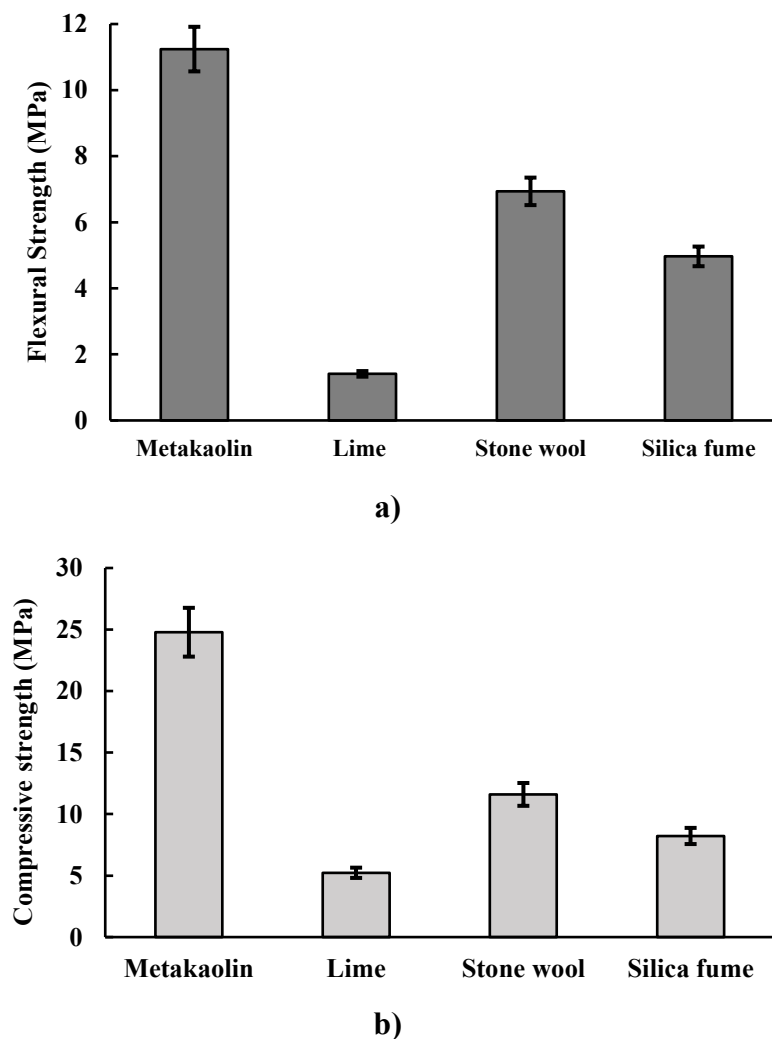 12
10
8
6
4
2
0
Flexural Strength (MPa)
Metakaolin Lime Stone wool Silica fume
a)
30
25
20
15
10
5
0
Compressive strength (MPa)
Metakaolin Lime Stone wool Silica fume
b)